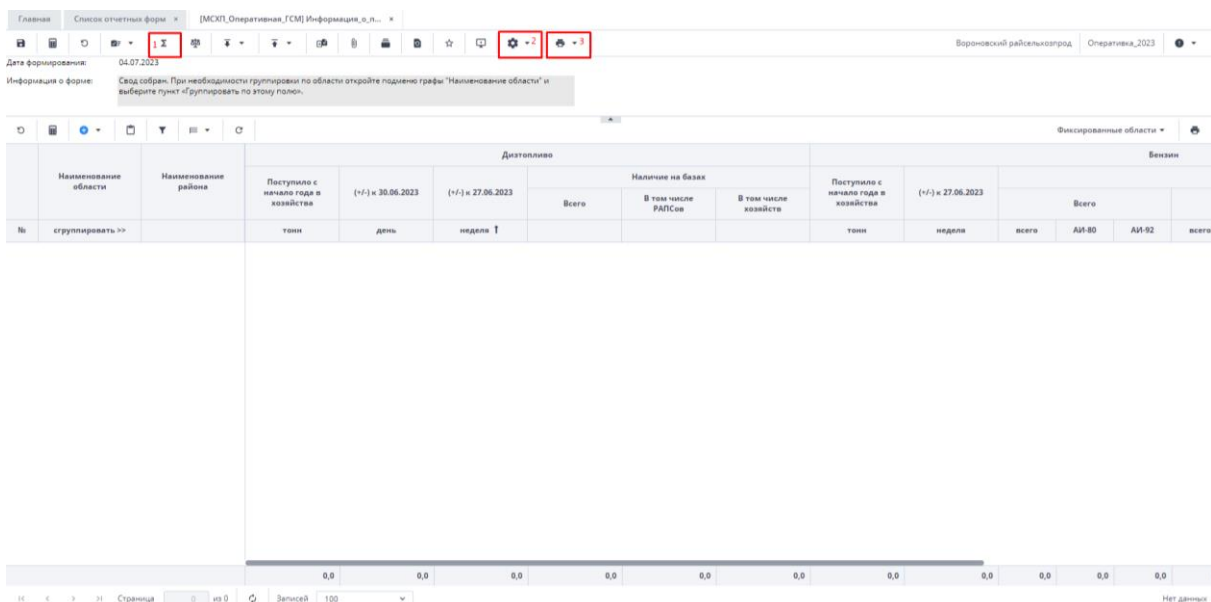 Главная Список отчетных форм × [МСХП_Оперативная_ГСМ] Информация_о_п... ×
1 Σ 2 3 Вороновский райсельхозпрод Оперативка_2023
Дата формирования: 04.07.2023
Информация о форме: Свод собран. При необходимости группировки по области откройте подменю графы "Наименование области" и
выберите пункт «Группировать по этому полю».
Фиксированные области
Наименование
области
Наименование
района
Дизтопливо
Бензин
Поступило с
начало года в
хозяйства
(+/-) к 30.06.2023
(+/-) к 27.06.2023
Наличие на базах
Всего
В том числе
РАПСов
В том числе
хозяйств
Поступило с
начало года в
хозяйства
(+/-) к 27.06.2023
Всего
№ сгруппировать >> тонн день неделя ↑ тонн неделя всего АИ-80 АИ-92 всего
0,0 0,0 0,0 0,0 0,0 0,0 0,0 0,0 0,0 0,0 0,0
Страница 0 из 0 Записей 100 Нет данных